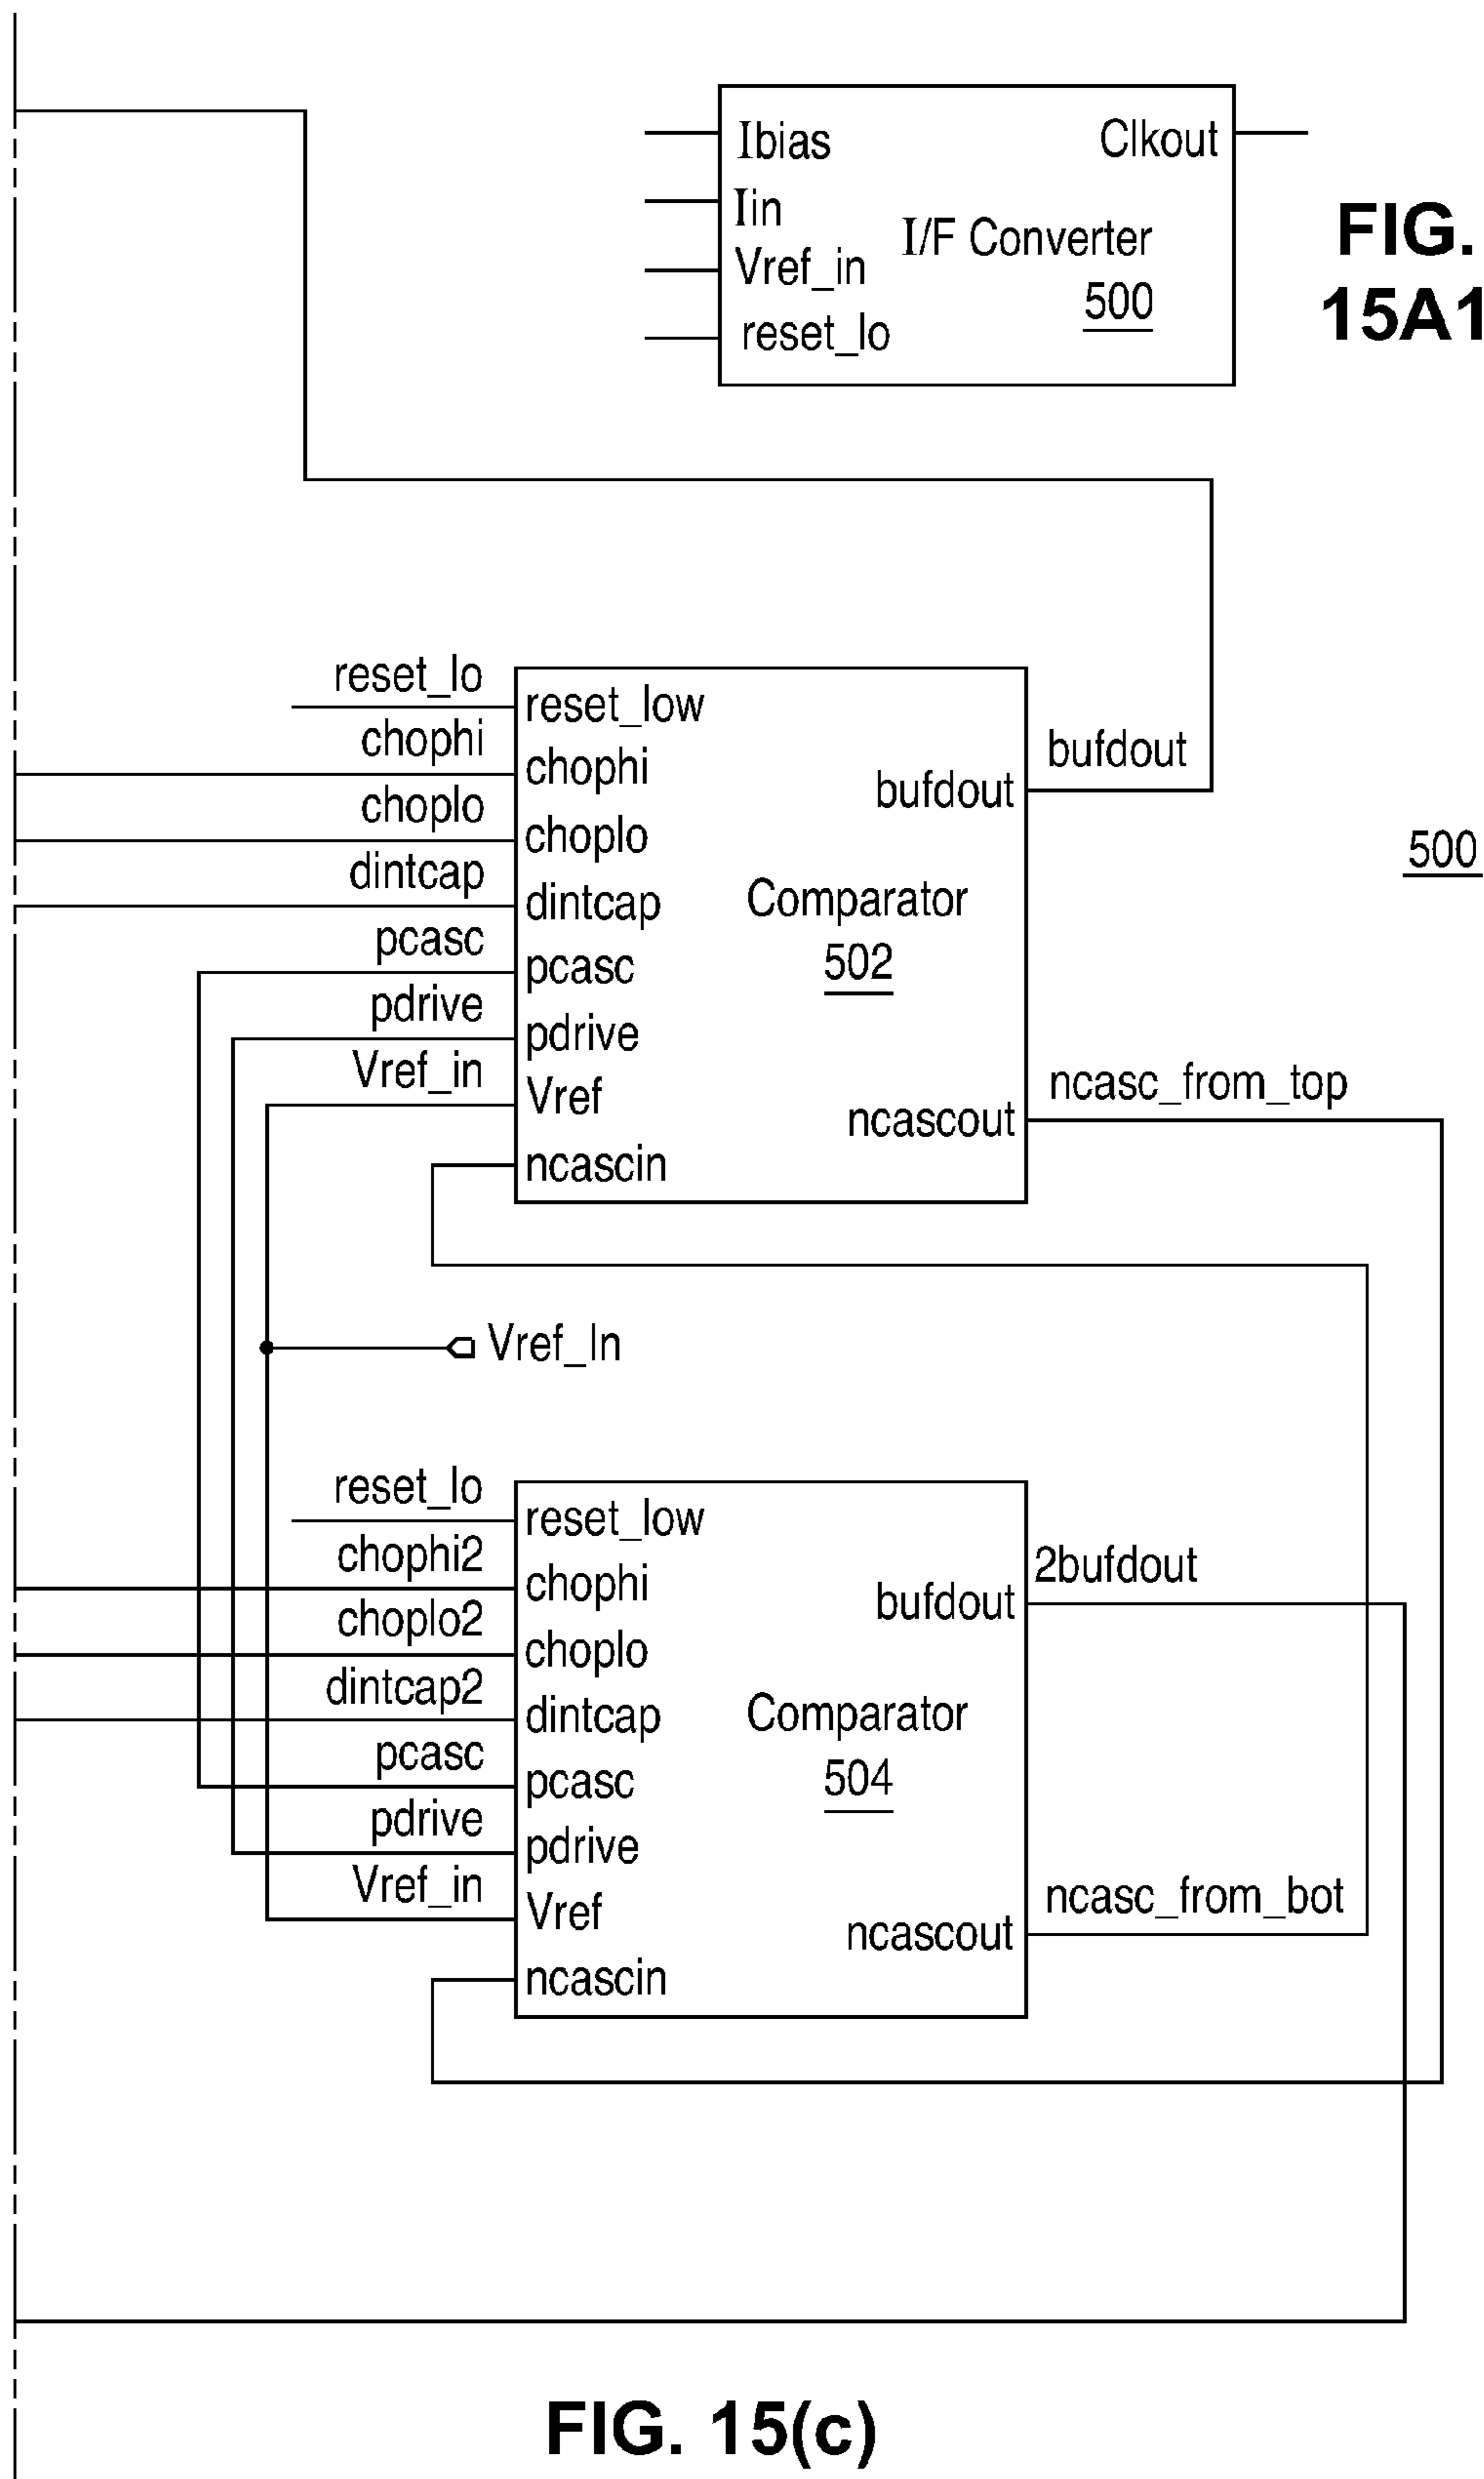 Ibias
Clkout
Iin
I/F Converter
Vref_in
500
reset_lo
FIG.
15A1
reset_lo
reset_low
chophi
chophi
choplo
choplo
dintcap
dintcap
pcasc
pcasc
pdrive
pdrive
Vref_in
Vref
ncascin
bufdout
bufdout
Comparator
502
ncascout
ncasc_from_top
500
Vref_In
reset_lo
reset_low
chophi2
chophi
choplo2
choplo
dintcap2
dintcap
pcasc
pcasc
pdrive
pdrive
Vref_in
Vref
ncascin
bufdout
2bufdout
Comparator
504
ncascout
ncasc_from_bot
FIG. 15(c)